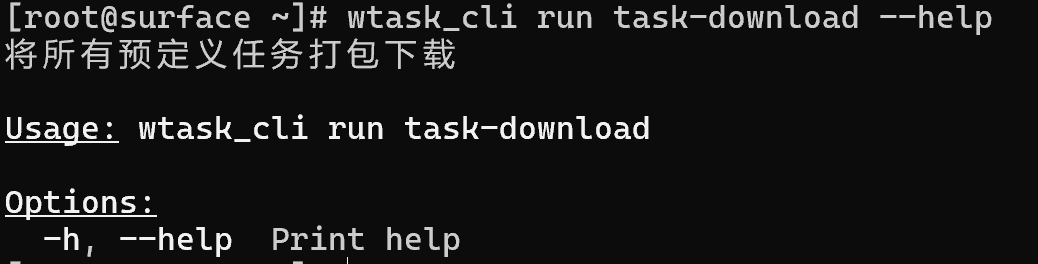 [root@surface ~]# wtask_cli run task-download --help
将所有预定义任务打包下载
Usage: wtask_cli run task-download
Options:
-h, --help  Print help